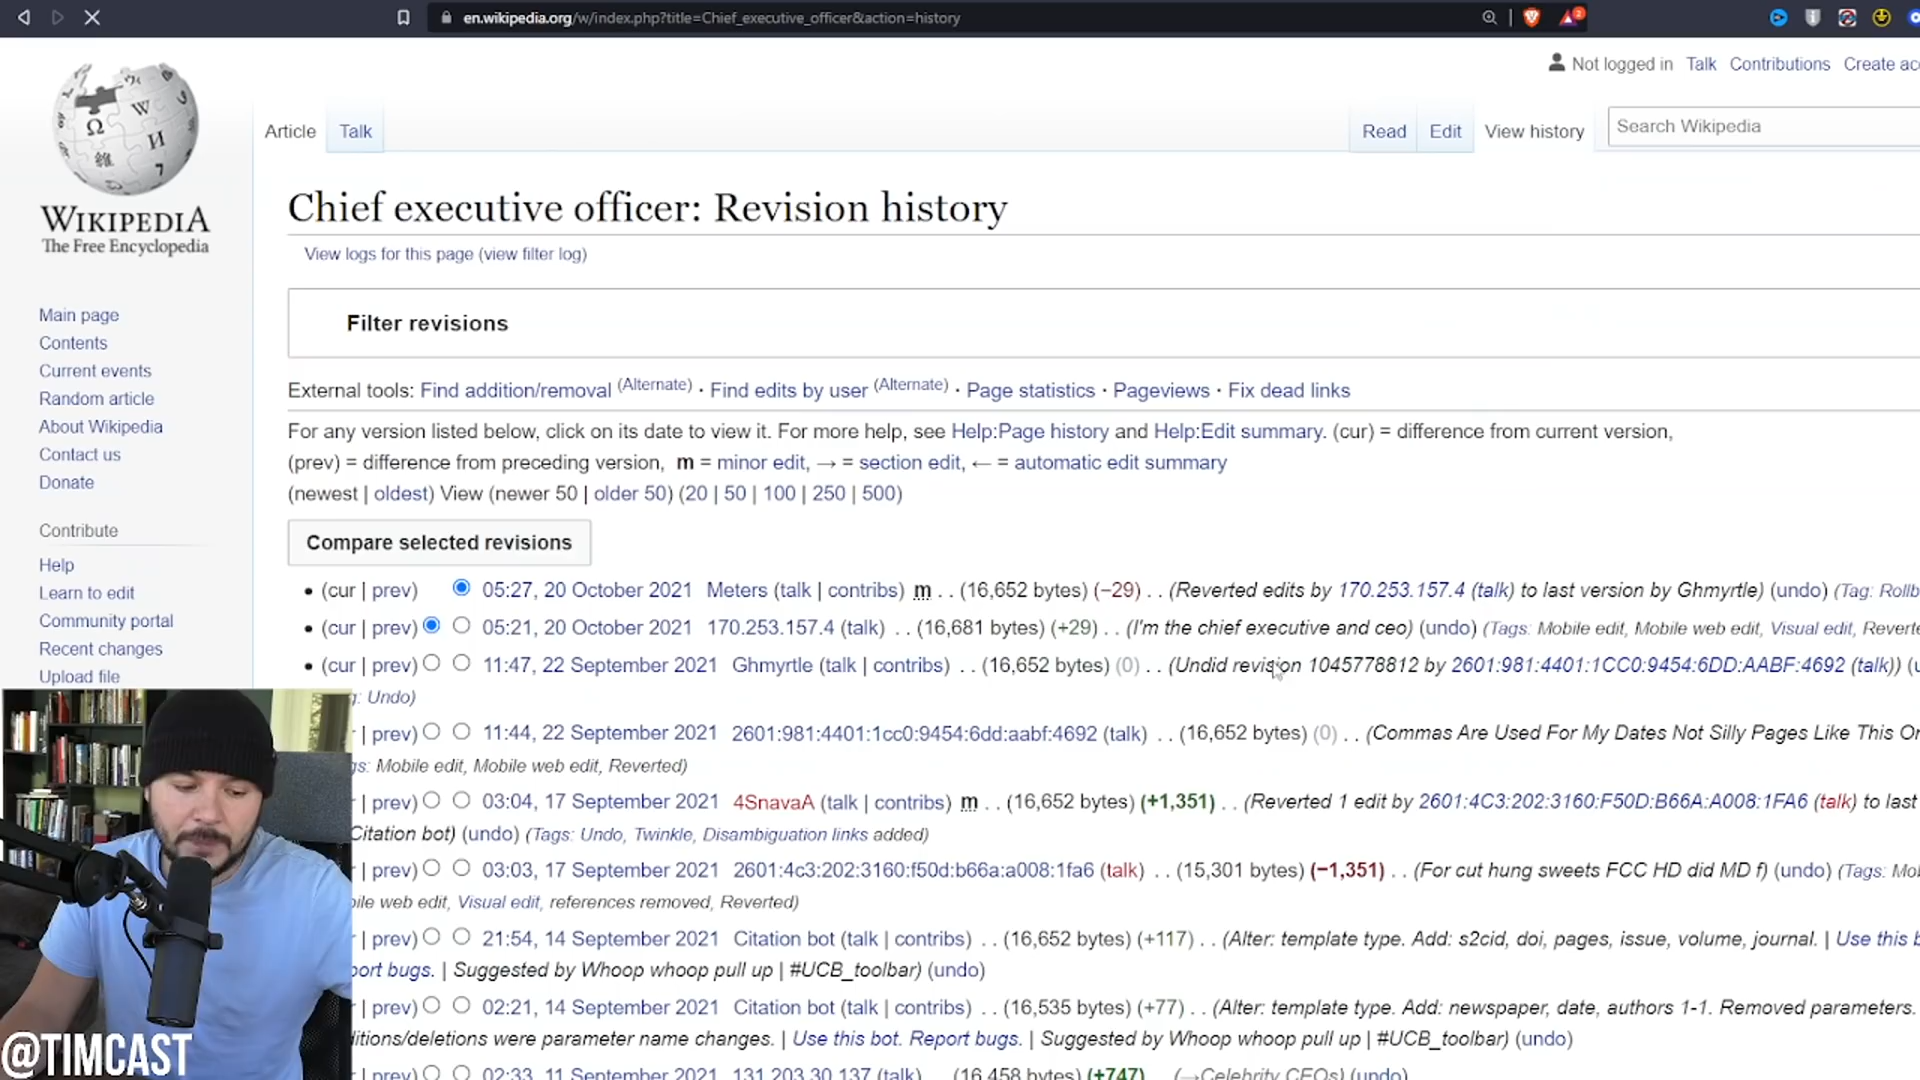 en.wikipedia.org/w/index.php?title=Chief_executive_officer&action=history
Not logged in Talk Contributions Create acc
Article Talk Read Edit View history Search Wikipedia
WIKIPEDIA
The Free Encyclopedia
Chief executive officer: Revision history
View logs for this page (view filter log)
Filter revisions
External tools: Find addition/removal (Alternate) · Find edits by user (Alternate) · Page statistics · Pageviews · Fix dead links
For any version listed below, click on its date to view it. For more help, see Help:Page history and Help:Edit summary. (cur) = difference from current version,
(prev) = difference from preceding version, m = minor edit, → = section edit, ← = automatic edit summary
(newest | oldest) View (newer 50 | older 50) (20 | 50 | 100 | 250 | 500)
Compare selected revisions
Main page
Contents
Current events
Random article
About Wikipedia
Contact us
Donate
Contribute
Help
Learn to edit
Community portal
Recent changes
Upload file
• (cur | prev) 05:27, 20 October 2021 Meters (talk | contribs) m . . (16,652 bytes) (−29) . . (Reverted edits by 170.253.157.4 (talk) to last version by Ghmyrtle) (undo) (Tag: Rollb
• (cur | prev) 05:21, 20 October 2021 170.253.157.4 (talk) . . (16,681 bytes) (+29) . . (I'm the chief executive and ceo) (undo) (Tags: Mobile edit, Mobile web edit, Visual edit, Reverte
• (cur | prev) 11:47, 22 September 2021 Ghmyrtle (talk | contribs) . . (16,652 bytes) (0) . . (Undid revision 1045778812 by 2601:981:4401:1CC0:9454:6DD:AABF:4692 (talk)) (u
g: Undo)
r | prev) 11:44, 22 September 2021 2601:981:4401:1cc0:9454:6dd:aabf:4692 (talk) . . (16,652 bytes) (0) . . (Commas Are Used For My Dates Not Silly Pages Like This On
gs: Mobile edit, Mobile web edit, Reverted)
r | prev) 03:04, 17 September 2021 4SnavaA (talk | contribs) m . . (16,652 bytes) (+1,351) . . (Reverted 1 edit by 2601:4C3:202:3160:F50D:B66A:A008:1FA6 (talk) to last
Citation bot) (undo) (Tags: Undo, Twinkle, Disambiguation links added)
r | prev) 03:03, 17 September 2021 2601:4c3:202:3160:f50d:b66a:a008:1fa6 (talk) . . (15,301 bytes) (−1,351) . . (For cut hung sweets FCC HD did MD f) (undo) (Tags: Mob
bile web edit, Visual edit, references removed, Reverted)
r | prev) 21:54, 14 September 2021 Citation bot (talk | contribs) . . (16,652 bytes) (+117) . . (Alter: template type. Add: s2cid, doi, pages, issue, volume, journal. | Use this b
port bugs. | Suggested by Whoop whoop pull up | #UCB_toolbar) (undo)
r | prev) 02:21, 14 September 2021 Citation bot (talk | contribs) . . (16,535 bytes) (+77) . . (Alter: template type. Add: newspaper, date, authors 1-1. Removed parameters.
ditions/deletions were parameter name changes. | Use this bot. Report bugs. | Suggested by Whoop whoop pull up | #UCB_toolbar) (undo)
r | prev) 02:33, 11 September 2021 131.203.30.137 (talk) . . (16,458 bytes) (+747) . . (→Celebrity CEOs) (undo)
@TIMCAST